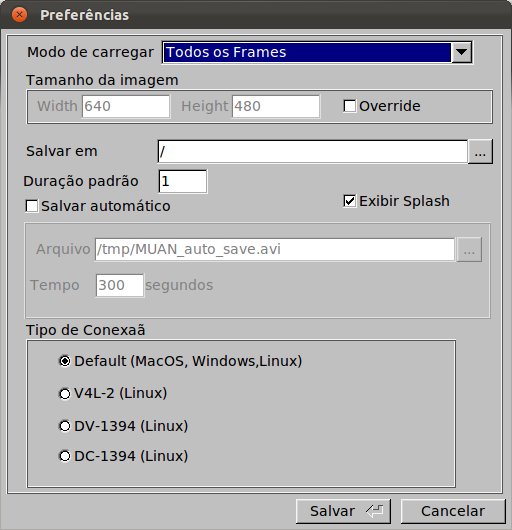 Preferências
Modo de carregar Todos os Frames
Tamanho da imagem
Width 640 Height 480 Override
Salvar em / ...
Duração padrão 1
Salvar automático Exibir Splash
Arquivo /tmp/MUAN_auto_save.avi ...
Tempo 300 segundos
Tipo de Conexaã
Default (MacOS, Windows,Linux)
V4L-2 (Linux)
DV-1394 (Linux)
DC-1394 (Linux)
Salvar Cancelar